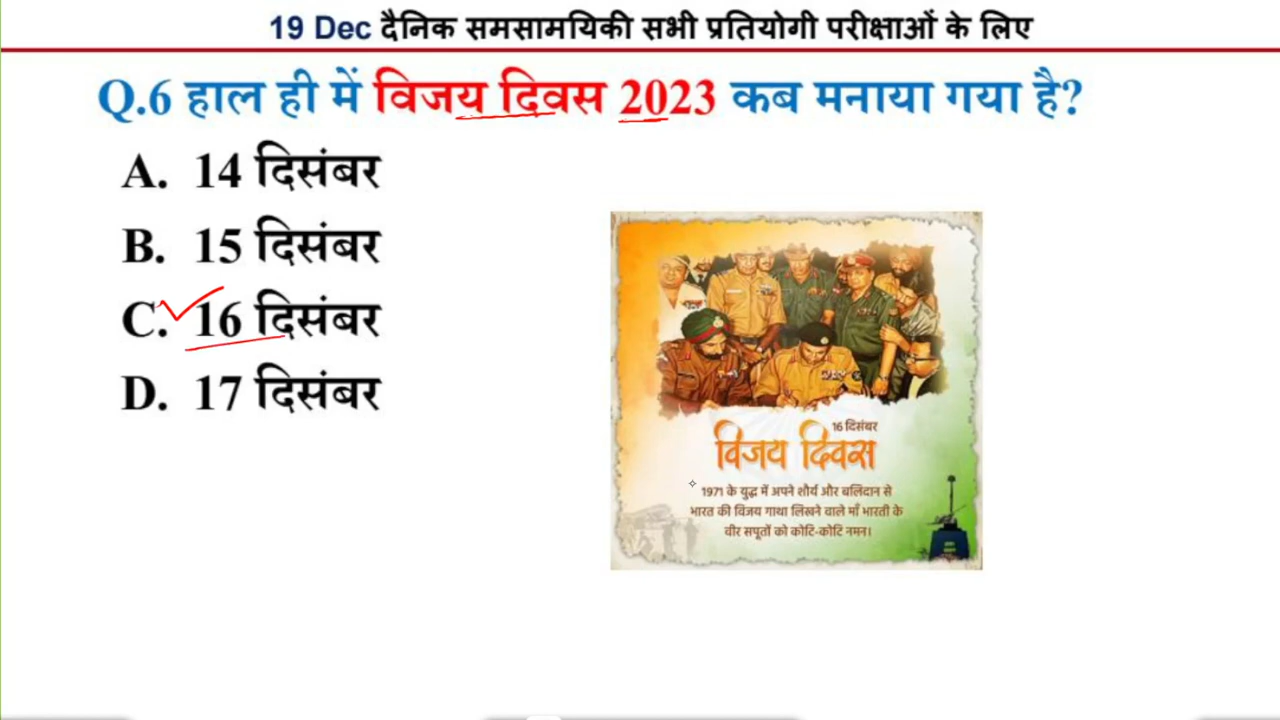 19 Dec दैनिक समसामयिकी सभी प्रतियोगी परीक्षाओं के लिए
Q.6 हाल ही में विजय दिवस 2023 कब मनाया गया है?
A. 14 दिसंबर
B. 15 दिसंबर
C. 16 दिसंबर
D. 17 दिसंबर
16 दिसंबर
विजय दिवस
1971 के युद्ध में अपने शौर्य और बलिदान से
भारत की विजय गाथा लिखने वाले माँ भारती के
वीर सपूतों को कोटि-कोटि नमन।